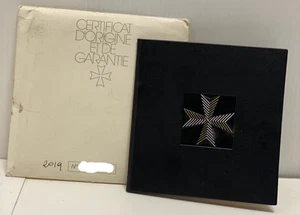 CERTIFICAT
D'ORIGINE
ET DE
GARANTIE
2019 N°